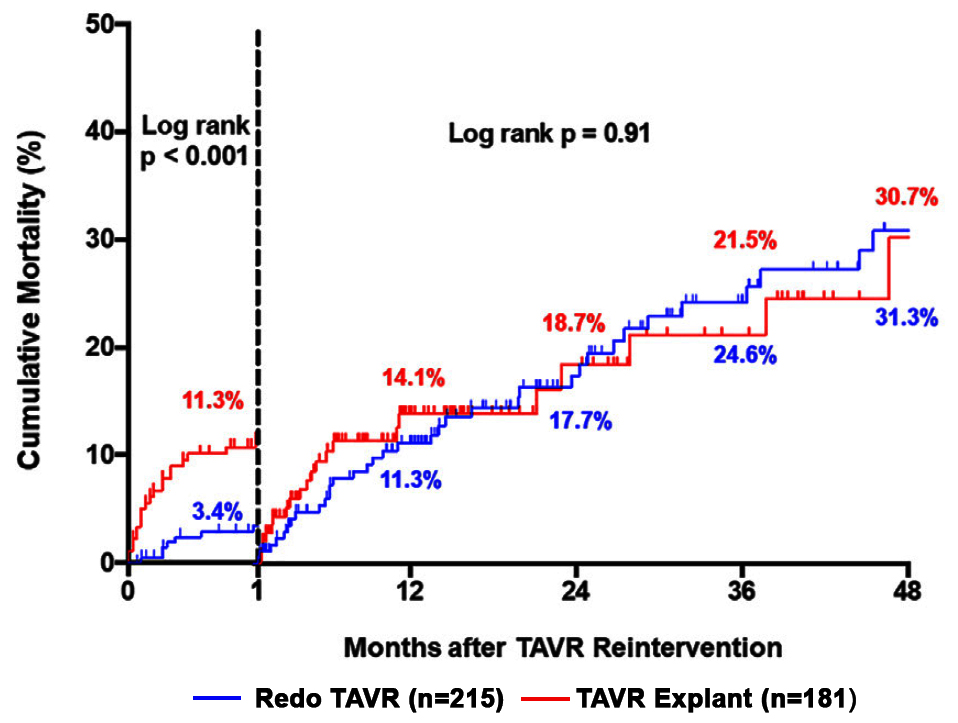 50
40
30
20
10
0
Cumulative Mortality (%)
Log rank
p < 0.001
Log rank p = 0.91
30.7%
21.5%
18.7%
14.1%
11.3%
3.4%
11.3%
17.7%
24.6%
31.3%
0 1 12 24 36 48
Months after TAVR Reintervention
Redo TAVR (n=215) TAVR Explant (n=181)